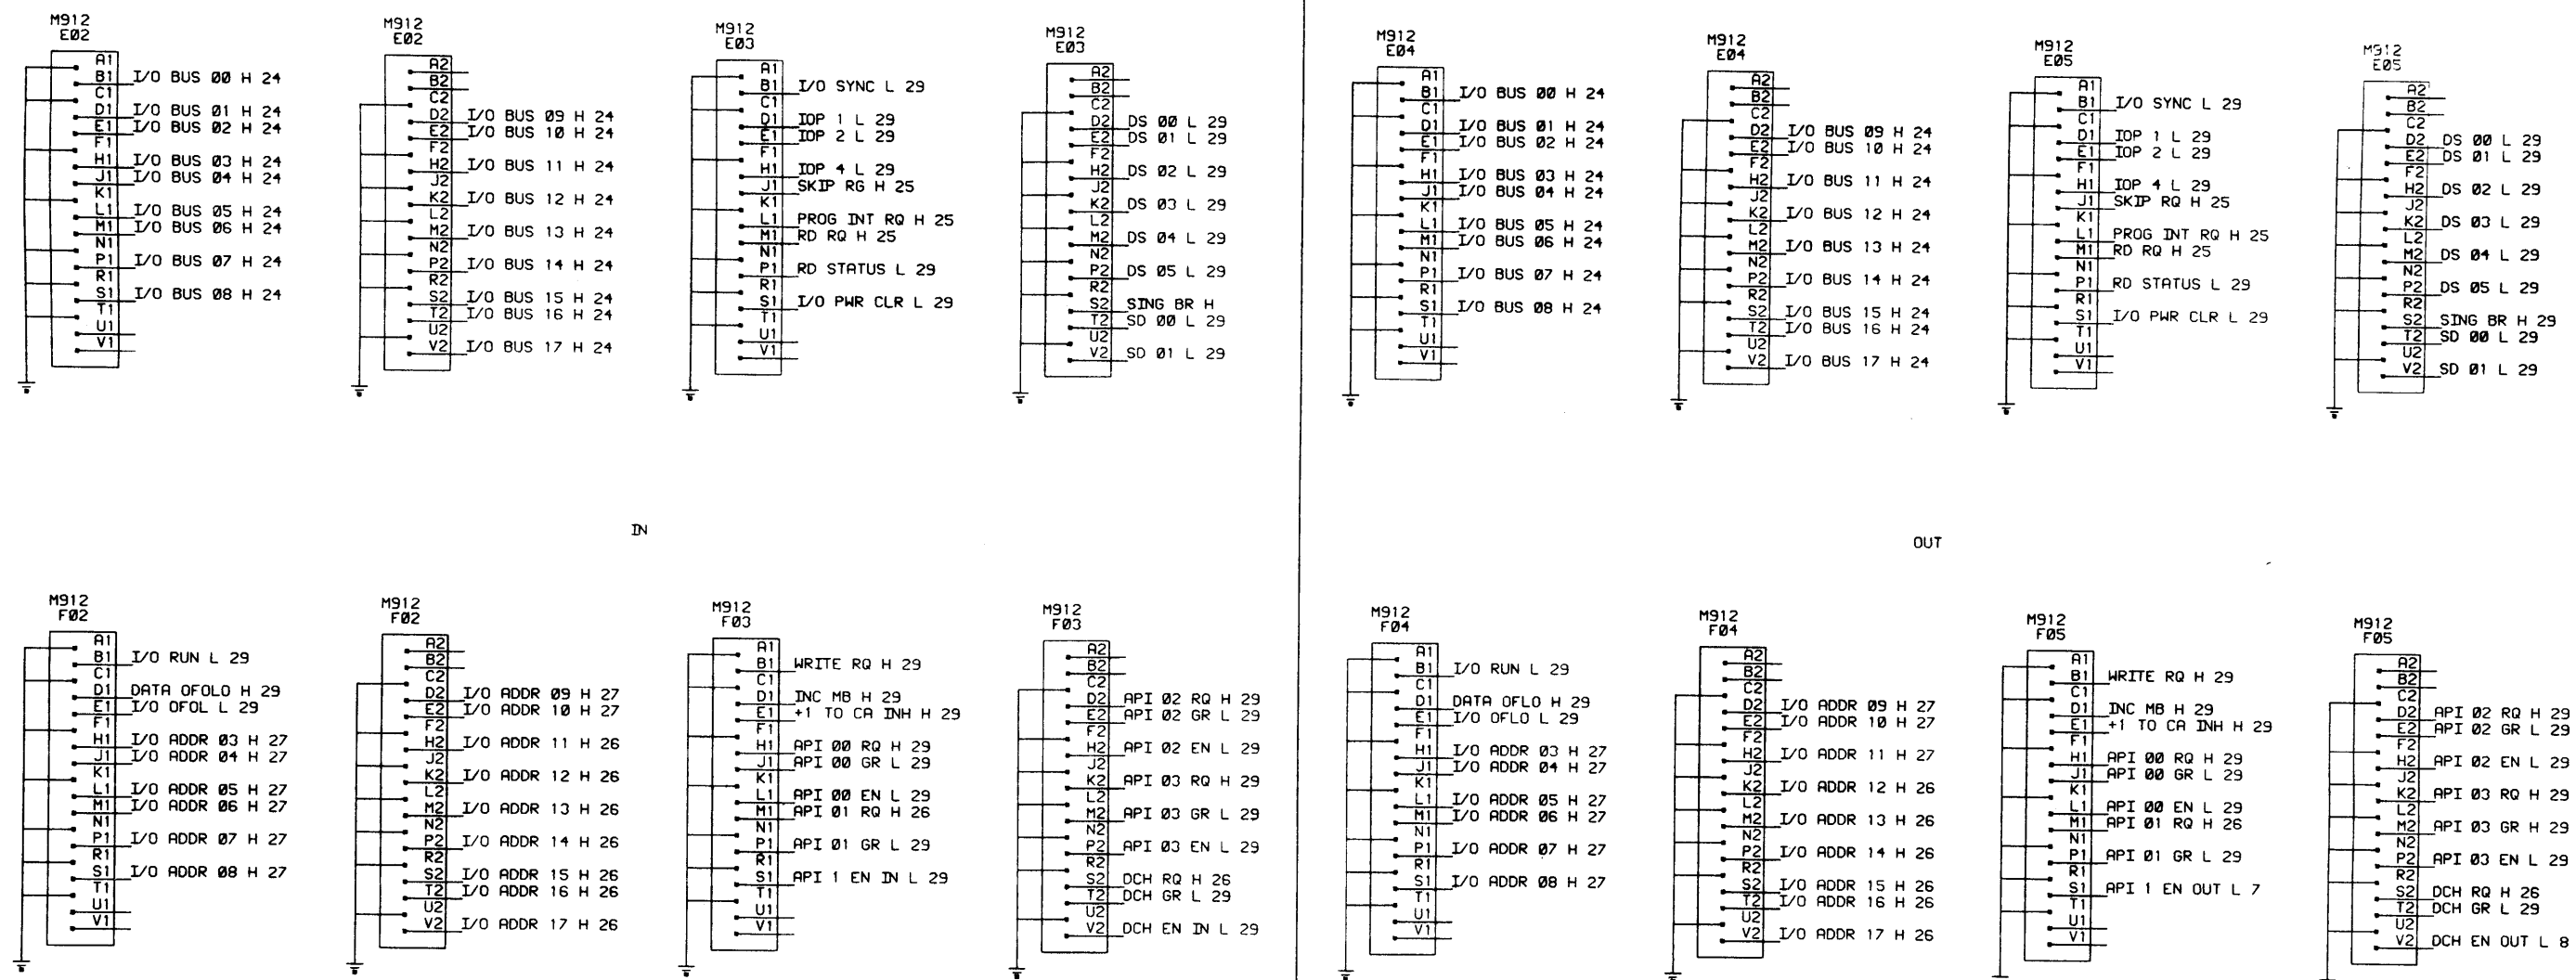 M912
E02
A1
B1 I/O BUS 00 H 24
C1
D1 I/O BUS 01 H 24
E1 I/O BUS 02 H 24
F1
H1 I/O BUS 03 H 24
J1 I/O BUS 04 H 24
K1
L1 I/O BUS 05 H 24
M1 I/O BUS 06 H 24
N1
P1 I/O BUS 07 H 24
R1
S1 I/O BUS 08 H 24
T1
U1
V1
M912
E02
A2
B2
C2
D2 I/O BUS 09 H 24
E2 I/O BUS 10 H 24
F2
H2 I/O BUS 11 H 24
J2
K2 I/O BUS 12 H 24
L2
M2 I/O BUS 13 H 24
N2
P2 I/O BUS 14 H 24
R2
S2 I/O BUS 15 H 24
T2 I/O BUS 16 H 24
U2
V2 I/O BUS 17 H 24
M912
E03
A1
B1 I/O SYNC L 29
C1
D1 IOP 1 L 29
E1 IOP 2 L 29
F1
H1 IOP 4 L 29
J1 SKIP RG H 25
K1
L1 PROG INT RQ H 25
M1 RD RQ H 25
N1
P1 RD STATUS L 29
R1
S1 I/O PWR CLR L 29
T1
U1
V1
M912
E03
A2
B2
C2
D2 DS 00 L 29
E2 DS 01 L 29
F2
H2 DS 02 L 29
J2
K2 DS 03 L 29
L2
M2 DS 04 L 29
N2
P2 DS 05 L 29
R2
S2 SING BR H
T2 SD 00 L 29
U2
V2 SD 01 L 29
M912
E04
A1
B1 I/O BUS 00 H 24
C1
D1 I/O BUS 01 H 24
E1 I/O BUS 02 H 24
F1
H1 I/O BUS 03 H 24
J1 I/O BUS 04 H 24
K1
L1 I/O BUS 05 H 24
M1 I/O BUS 06 H 24
N1
P1 I/O BUS 07 H 24
R1
S1 I/O BUS 08 H 24
T1
U1
V1
M912
E04
A2
B2
C2
D2 I/O BUS 09 H 24
E2 I/O BUS 10 H 24
F2
H2 I/O BUS 11 H 24
J2
K2 I/O BUS 12 H 24
L2
M2 I/O BUS 13 H 24
N2
P2 I/O BUS 14 H 24
R2
S2 I/O BUS 15 H 24
T2 I/O BUS 16 H 24
U2
V2 I/O BUS 17 H 24
M912
E05
A1
B1 I/O SYNC L 29
C1
D1 IOP 1 L 29
E1 IOP 2 L 29
F1
H1 IOP 4 L 29
J1 SKIP RQ H 25
K1
L1 PROG INT RQ H 25
M1 RD RQ H 25
N1
P1 RD STATUS L 29
R1
S1 I/O PWR CLR L 29
T1
U1
V1
M912
E05
A2
B2
C2
D2 DS 00 L 29
E2 DS 01 L 29
F2
H2 DS 02 L 29
J2
K2 DS 03 L 29
L2
M2 DS 04 L 29
N2
P2 DS 05 L 29
R2
S2 SING BR H 29
T2 SD 00 L 29
U2
V2 SD 01 L 29
IN
OUT
M912
F02
A1
B1 I/O RUN L 29
C1
D1 DATA OFOLO H 29
E1 I/O OFOL L 29
F1
H1 I/O ADDR 03 H 27
J1 I/O ADDR 04 H 27
K1
L1 I/O ADDR 05 H 27
M1 I/O ADDR 06 H 27
N1
P1 I/O ADDR 07 H 27
R1
S1 I/O ADDR 08 H 27
T1
U1
V1
M912
F02
A2
B2
C2
D2 I/O ADDR 09 H 27
E2 I/O ADDR 10 H 27
F2
H2 I/O ADDR 11 H 26
J2
K2 I/O ADDR 12 H 26
L2
M2 I/O ADDR 13 H 26
N2
P2 I/O ADDR 14 H 26
R2
S2 I/O ADDR 15 H 26
T2 I/O ADDR 16 H 26
U2
V2 I/O ADDR 17 H 26
M912
F03
A1
B1 WRITE RQ H 29
C1
D1 INC MB H 29
E1 +1 TO CA INH H 29
F1
H1 API 00 RQ H 29
J1 API 00 GR L 29
K1
L1 API 00 EN L 29
M1 API 01 RQ H 26
N1
P1 API 01 GR L 29
R1
S1 API 1 EN IN L 29
T1
U1
V1
M912
F03
A2
B2
C2
D2 API 02 RQ H 29
E2 API 02 GR L 29
F2
H2 API 02 EN L 29
J2
K2 API 03 RQ H 29
L2
M2 API 03 GR L 29
N2
P2 API 03 EN L 29
R2
S2 DCH RQ H 26
T2 DCH GR L 29
U2
V2 DCH EN IN L 29
M912
F04
A1
B1 I/O RUN L 29
C1
D1 DATA OFLO H 29
E1 I/O OFLO L 29
F1
H1 I/O ADDR 03 H 27
J1 I/O ADDR 04 H 27
K1
L1 I/O ADDR 05 H 27
M1 I/O ADDR 06 H 27
N1
P1 I/O ADDR 07 H 27
R1
S1 I/O ADDR 08 H 27
T1
U1
V1
M912
F04
A2
B2
C2
D2 I/O ADDR 09 H 27
E2 I/O ADDR 10 H 27
F2
H2 I/O ADDR 11 H 27
J2
K2 I/O ADDR 12 H 26
L2
M2 I/O ADDR 13 H 26
N2
P2 I/O ADDR 14 H 26
R2
S2 I/O ADDR 15 H 26
T2 I/O ADDR 16 H 26
U2
V2 I/O ADDR 17 H 26
M912
F05
A1
B1 WRITE RQ H 29
C1
D1 INC MB H 29
E1 +1 TO CA INH H 29
F1
H1 API 00 RQ H 29
J1 API 00 GR L 29
K1
L1 API 00 EN L 29
M1 API 01 RQ H 26
N1
P1 API 01 GR L 29
R1
S1 API 1 EN OUT L 7
T1
U1
V1
M912
F05
A2
B2
C2
D2 API 02 RQ H 29
E2 API 02 GR L 29
F2
H2 API 02 EN L 29
J2
K2 API 03 RQ H 29
L2
M2 API 03 GR H 29
N2
P2 API 03 EN L 29
R2
S2 DCH RQ H 26
T2 DCH GR L 29
U2
V2 DCH EN OUT L 8